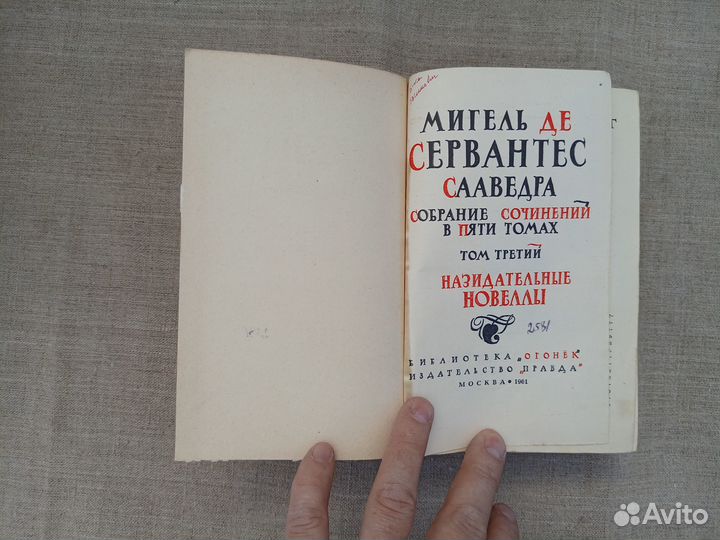 МИГЕЛЬ ДЕ
СЕРВАНТЕС
СААВЕДРА
СОБРАНИЕ СОЧИНЕНИЙ
В ПЯТИ ТОМАХ
ТОМ ТРЕТИЙ
НАЗИДАТЕЛЬНЫЕ
НОВЕЛЛЫ
2581
БИБЛИОТЕКА „ОГОНЕК"
ИЗДАТЕЛЬСТВО „ПРАВДА"
МОСКВА • 1961
Avito